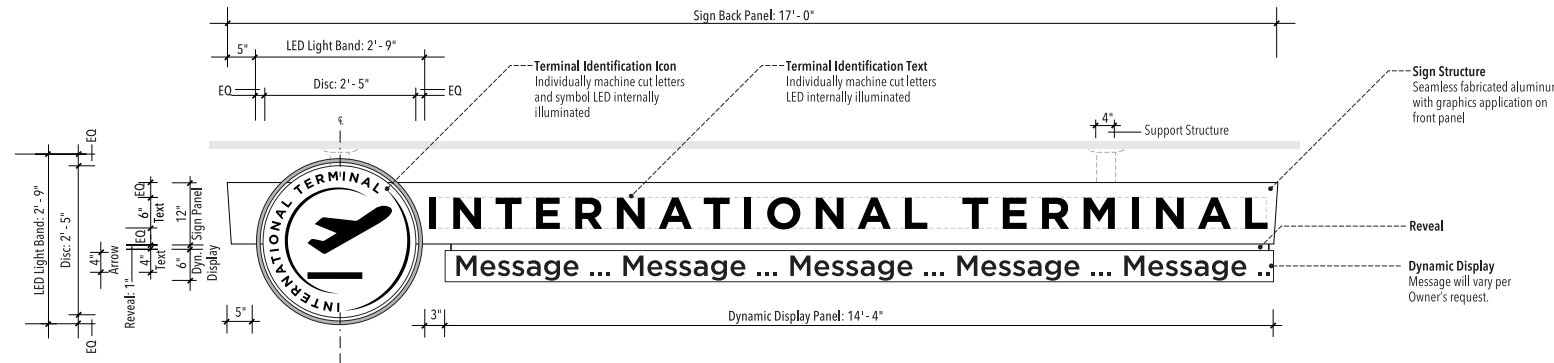 Sign Back Panel: 17' - 0"
5"
LED Light Band: 2' - 9"
EQ
Disc: 2' - 5"
EQ
Terminal Identification Icon
Individually machine cut letters
and symbol LED internally
illuminated
Terminal Identification Text
Individually machine cut letters
LED internally illuminated
Sign Structure
Seamless fabricated aluminum
with graphics application on
front panel
4"
Support Structure
℄
LED Light Band: 2' - 9"
EQ
Disc: 2' - 5"
EQ
4"
Arrow
Reveal: 1"
EQ
6"
Text
EQ
4"
Text
12"
Sign Panel
6"
Dyn.
Display
INTERNATIONAL TERMINAL
INTERNATIONAL TERMINAL
Message ... Message ... Message ... Message ... Message ..
Reveal
Dynamic Display
Message will vary per
Owner's request.
5"
3"
Dynamic Display Panel: 14' - 4"